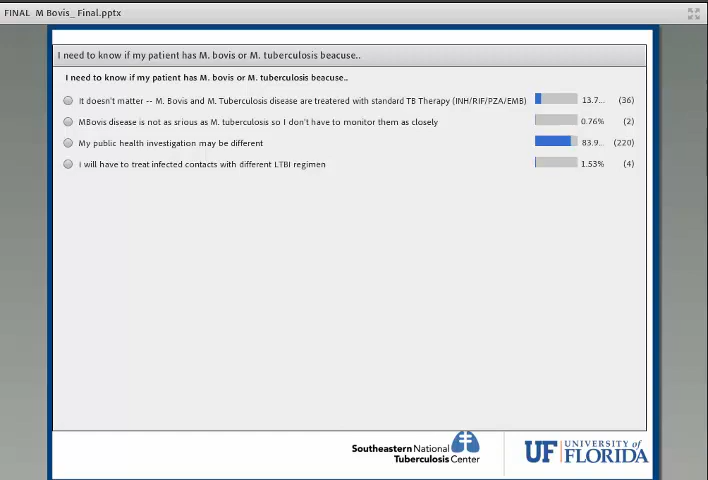 FINAL M Bovis_ Final.pptx
I need to know if my patient has M. bovis or M. tuberculosis beacuse..
I need to know if my patient has M. bovis or M. tuberculosis beacuse..
It doesn't matter -- M. Bovis and M. Tuberculosis disease are treatered with standard TB Therapy (INH/RIF/PZA/EMB) 13.7... (36)
MBovis disease is not as srious as M. tuberculosis so I don't have to monitor them as closely 0.76% (2)
My public health investigation may be different 83.9... (220)
I will have to treat infected contacts with different LTBI regimen 1.53% (4)
Southeastern National
Tuberculosis Center
UF UNIVERSITY of
FLORIDA